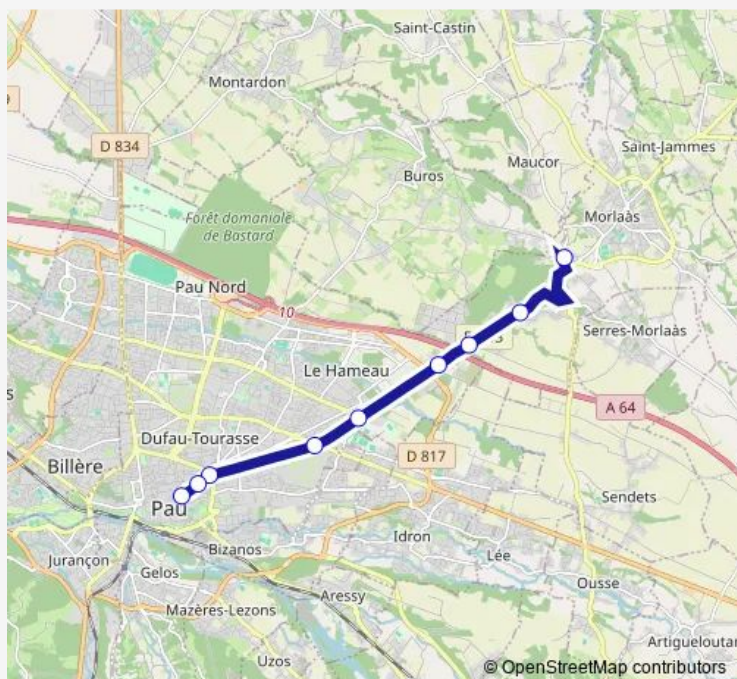 Saint-Castin
Montardon
D 834
Saint-Jammes
Maucor
Buros
Morlaàs
Forêt domaniale
de Bastard
Pau Nord
10
Serres-Morlaàs
Le Hameau
A 64
Dufau-Tourasse
D 817
Billère
Sendets
Pau
Idron
Bizanos
Lée
Jurançon
Gelos
Ousse
Aressy
Mazères-Lezons
Artigueloutan
Uzos
© OpenStreetMap contributors